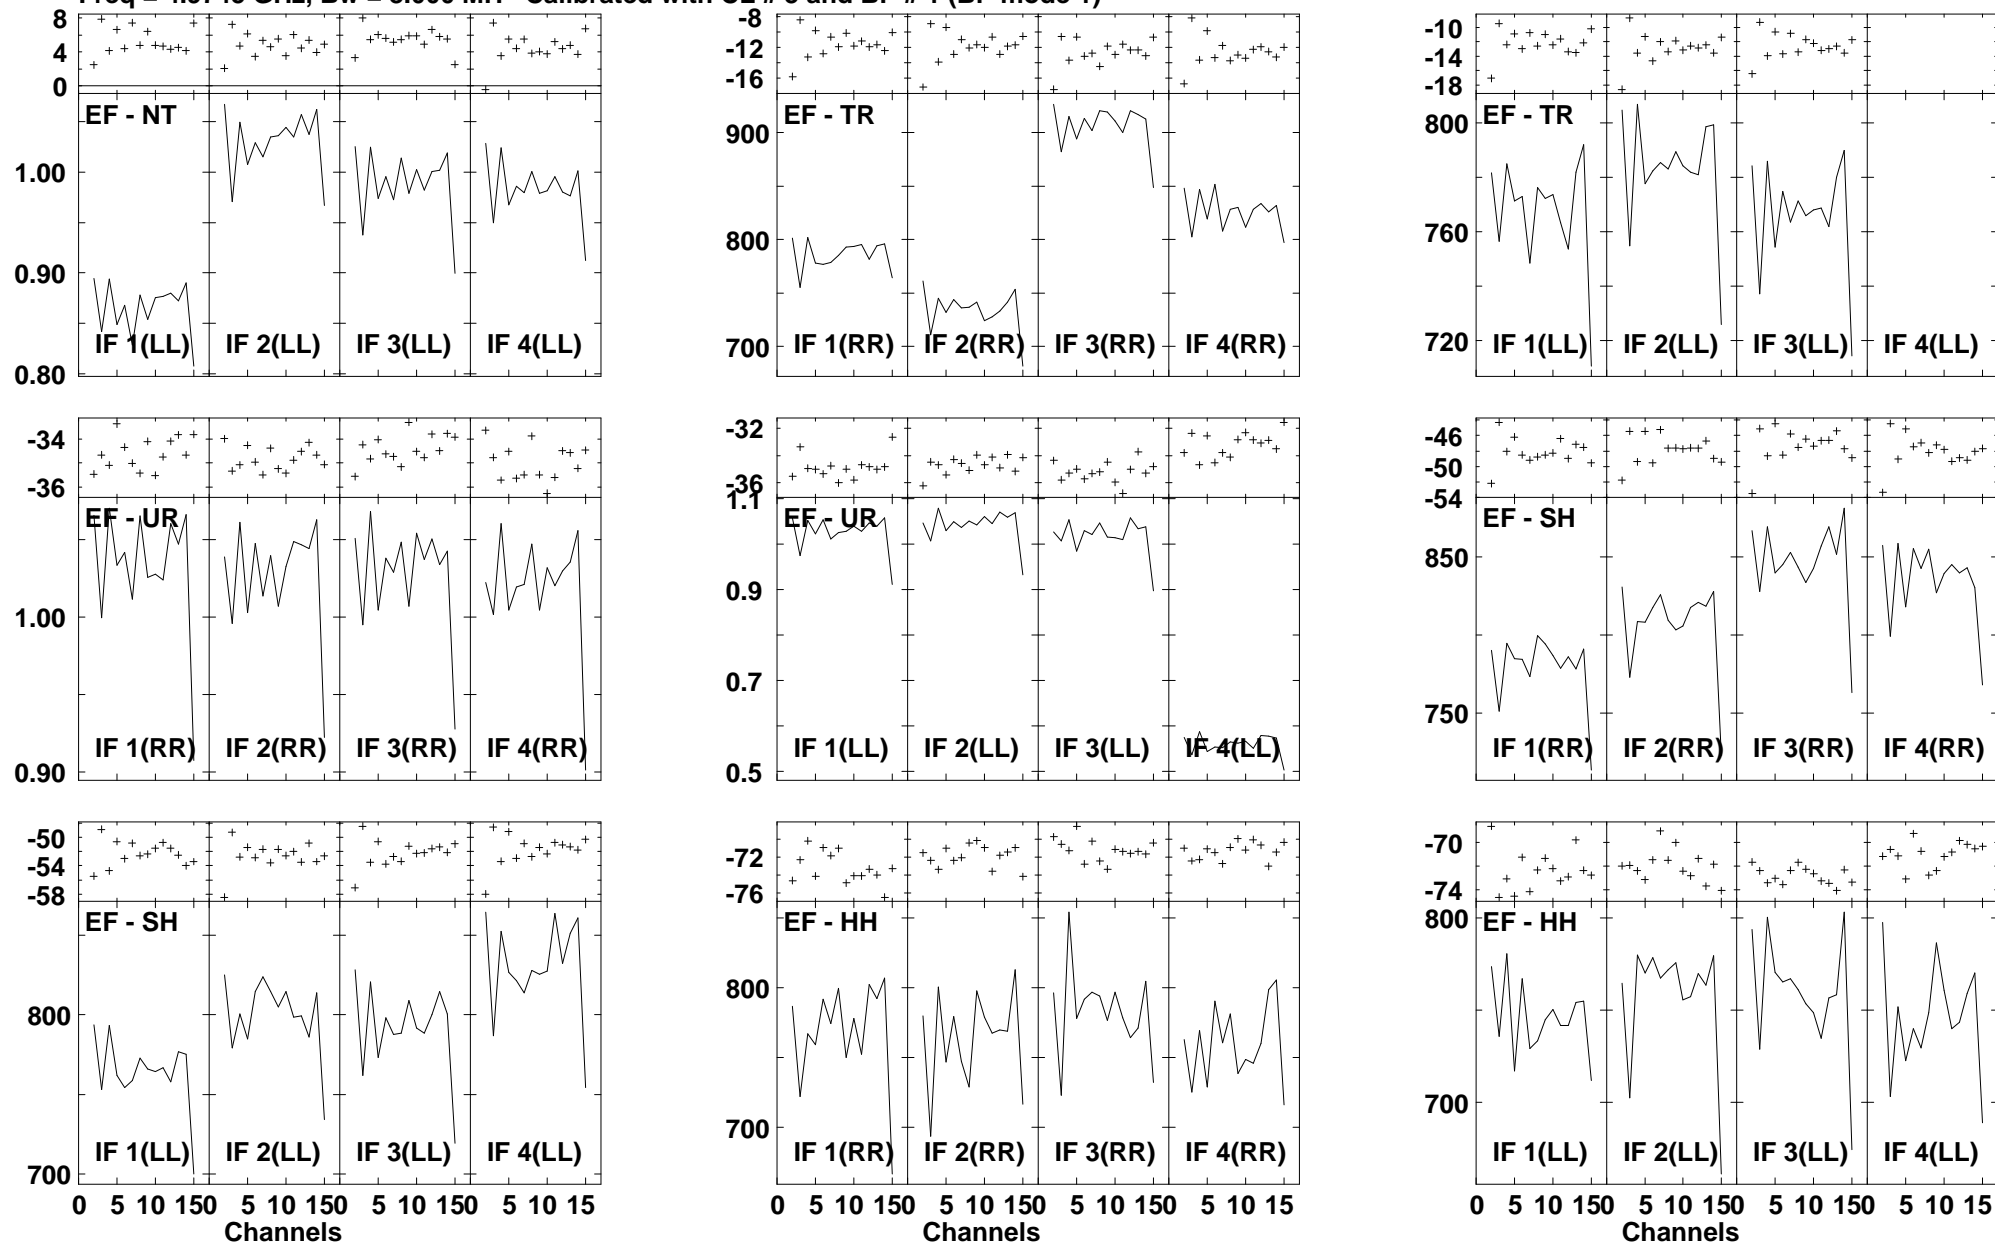 8
4
0
EF - NT
1.00
0.90
0.80
IF 1(LL) IF 2(LL) IF 3(LL) IF 4(LL)
-8
-12
-16
EF - TR
900
800
700
IF 1(RR) IF 2(RR) IF 3(RR) IF 4(RR)
-10
-14
-18
EF - TR
800
760
720
IF 1(LL) IF 2(LL) IF 3(LL) IF 4(LL)
-34
-36
EF - UR
1.00
0.90
IF 1(RR) IF 2(RR) IF 3(RR) IF 4(RR)
-32
-36
1.1
EF - UR
0.9
0.7
0.5
IF 1(LL) IF 2(LL) IF 3(LL) IF 4(LL)
-46
-50
-54
EF - SH
850
750
IF 1(RR) IF 2(RR) IF 3(RR) IF 4(RR)
-50
-54
-58
EF - SH
800
700
IF 1(LL) IF 2(LL) IF 3(LL) IF 4(LL)
0 5 10 150 5 10 150 5 10 150 5 10 15
Channels
-72
-76
EF - HH
800
700
IF 1(RR) IF 2(RR) IF 3(RR) IF 4(RR)
0 5 10 150 5 10 150 5 10 150 5 10 15
Channels
-70
-74
EF - HH
800
700
IF 1(LL) IF 2(LL) IF 3(LL) IF 4(LL)
0 5 10 150 5 10 150 5 10 150 5 10 15
Channels